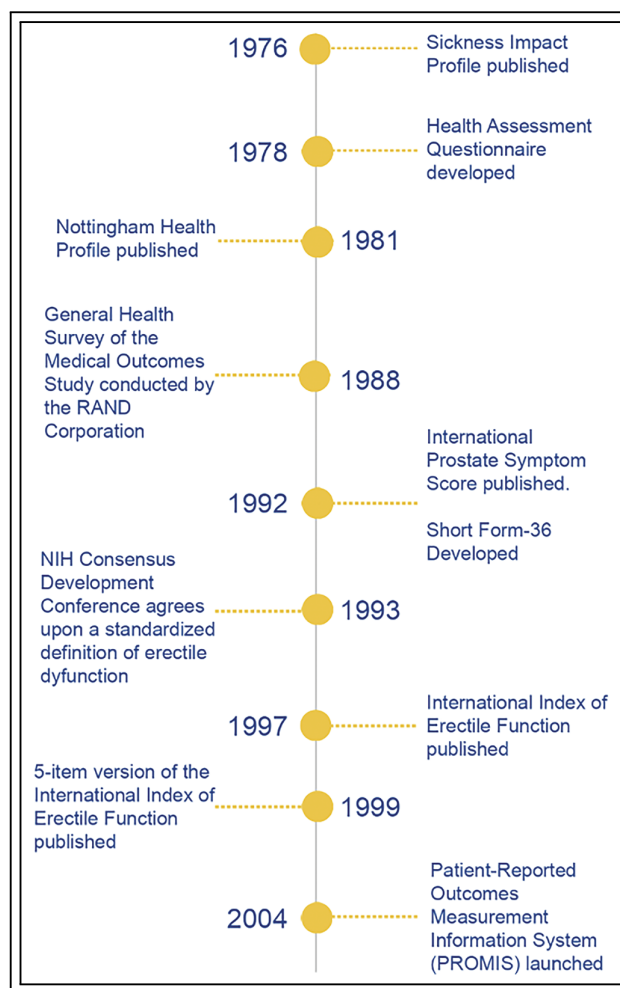 1976
Sickness Impact
Profile published
1978
Health Assessment
Questionnaire
developed
Nottingham Health
Profile published
1981
General Health
Survey of the
Medical Outcomes
Study conducted by
the RAND
Corporation
1988
1992
International
Prostate Symptom
Score published.
Short Form-36
Developed
NIH Consensus
Development
Conference agrees
upon a standardized
definition of erectile
dyfunction
1993
1997
International Index of
Erectile Function
published
5-item version of the
International Index of
Erectile Function
published
1999
2004
Patient-Reported
Outcomes
Measurement
Information System
(PROMIS) launched